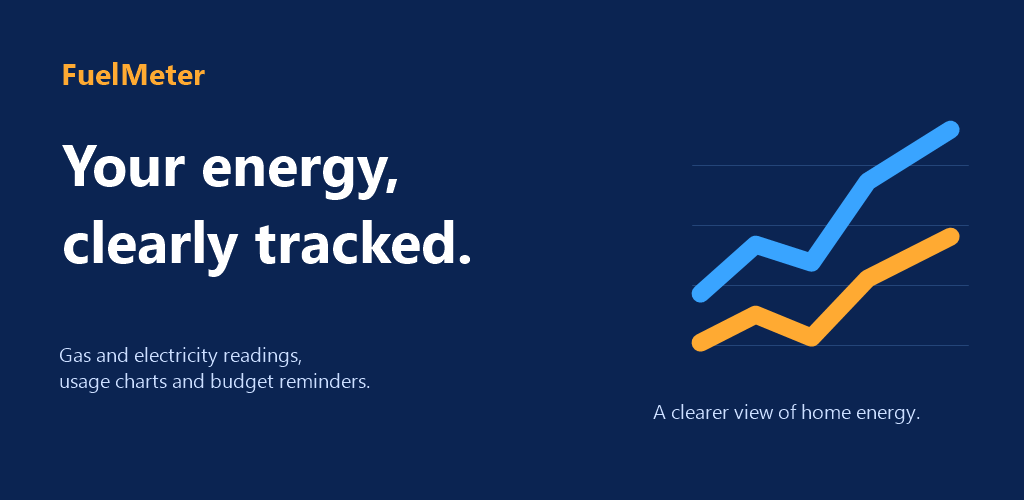 FuelMeter
Your energy,
clearly tracked.
Gas and electricity readings,
usage charts and budget reminders.
A clearer view of home energy.